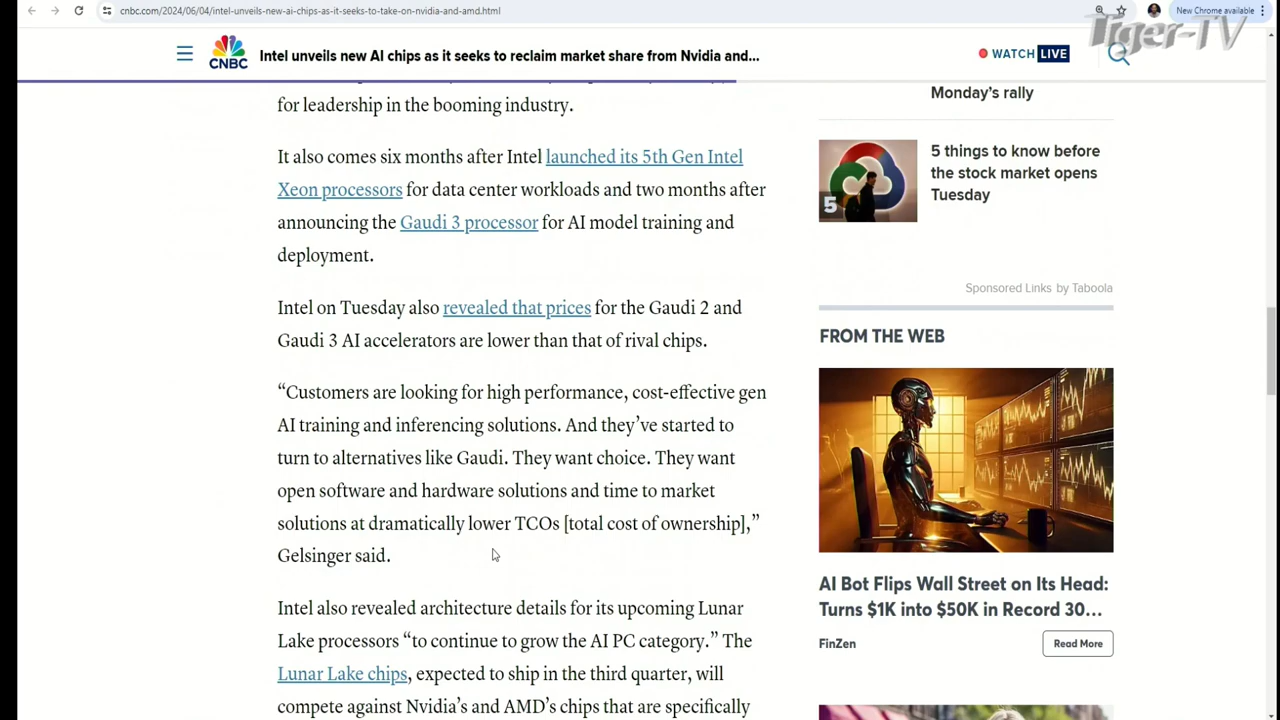 cnbc.com/2024/06/04/intel-unveils-new-ai-chips-as-it-seeks-to-take-on-nvidia-and-amd.html
New Chrome available
Tiger-TV
CNBC
Intel unveils new AI chips as it seeks to reclaim market share from Nvidia and...
WATCH LIVE
for leadership in the booming industry.
It also comes six months after Intel launched its 5th Gen Intel
Xeon processors for data center workloads and two months after
announcing the Gaudi 3 processor for AI model training and
deployment.
Intel on Tuesday also revealed that prices for the Gaudi 2 and
Gaudi 3 AI accelerators are lower than that of rival chips.
“Customers are looking for high performance, cost-effective gen
AI training and inferencing solutions. And they’ve started to
turn to alternatives like Gaudi. They want choice. They want
open software and hardware solutions and time to market
solutions at dramatically lower TCOs [total cost of ownership],”
Gelsinger said.
Intel also revealed architecture details for its upcoming Lunar
Lake processors “to continue to grow the AI PC category.” The
Lunar Lake chips, expected to ship in the third quarter, will
compete against Nvidia’s and AMD’s chips that are specifically
Monday’s rally
5
5 things to know before
the stock market opens
Tuesday
Sponsored Links by Taboola
FROM THE WEB
AI Bot Flips Wall Street on Its Head:
Turns $1K into $50K in Record 30...
FinZen
Read More